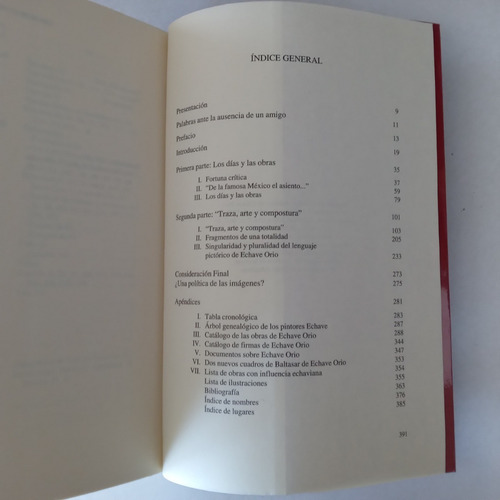 ÍNDICE GENERAL
Presentación 9
Palabras ante la ausencia de un amigo 11
Prefacio 13
Introducción 19
Primera parte: Los días y las obras 35
I. Fortuna crítica 37
II. "De la famosa México el asiento..." 59
III. Los días y las obras 79
Segunda parte: "Traza, arte y compostura" 101
I. "Traza, arte y compostura" 103
II. Fragmentos de una totalidad 205
III. Singularidad y pluralidad del lenguaje
pictórico de Echave Orio 233
Consideración Final 273
¿Una política de las imágenes? 275
Apéndices 281
I. Tabla cronológica 283
II. Árbol genealógico de los pintores Echave 287
III. Catálogo de las obras de Echave Orio 288
IV. Catálogo de firmas de Echave Orio 344
V. Documentos sobre Echave Orio 347
VI. Dos nuevos cuadros de Baltasar de Echave Orio 354
VII. Lista de obras con influencia echaviana 355
Lista de ilustraciones 363
Bibliografía 376
Índice de nombres 385
Índice de lugares 391